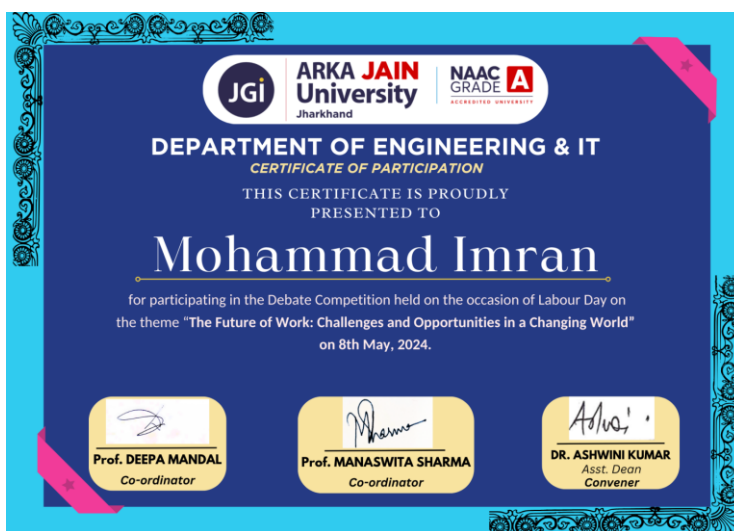 JGi
ARKA JAIN
University
Jharkhand
NAAC
GRADE A
ACCREDITED UNIVERSITY
DEPARTMENT OF ENGINEERING & IT
CERTIFICATE OF PARTICIPATION
THIS CERTIFICATE IS PROUDLY
PRESENTED TO
Mohammad Imran
for participating in the Debate Competition held on the occasion of Labour Day on
the theme “The Future of Work: Challenges and Opportunities in a Changing World”
on 8th May, 2024.
Prof. DEEPA MANDAL
Co-ordinator
Prof. MANASWITA SHARMA
Co-ordinator
DR. ASHWINI KUMAR
Asst. Dean
Convener